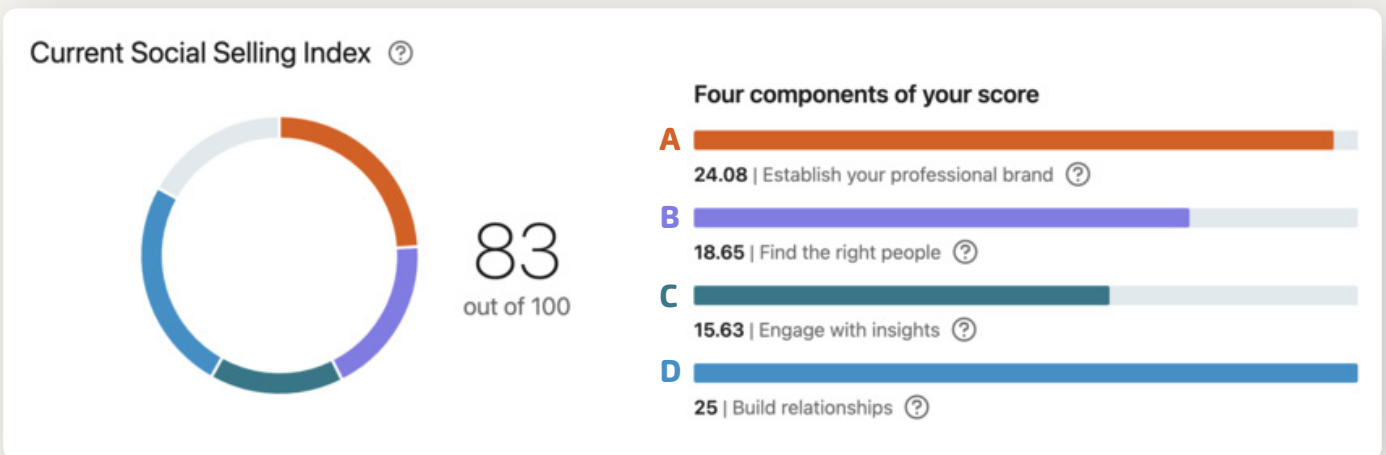 Current Social Selling Index ?
83
out of 100
Four components of your score
A
24.08 | Establish your professional brand ?
B
18.65 | Find the right people ?
C
15.63 | Engage with insights ?
D
25 | Build relationships ?